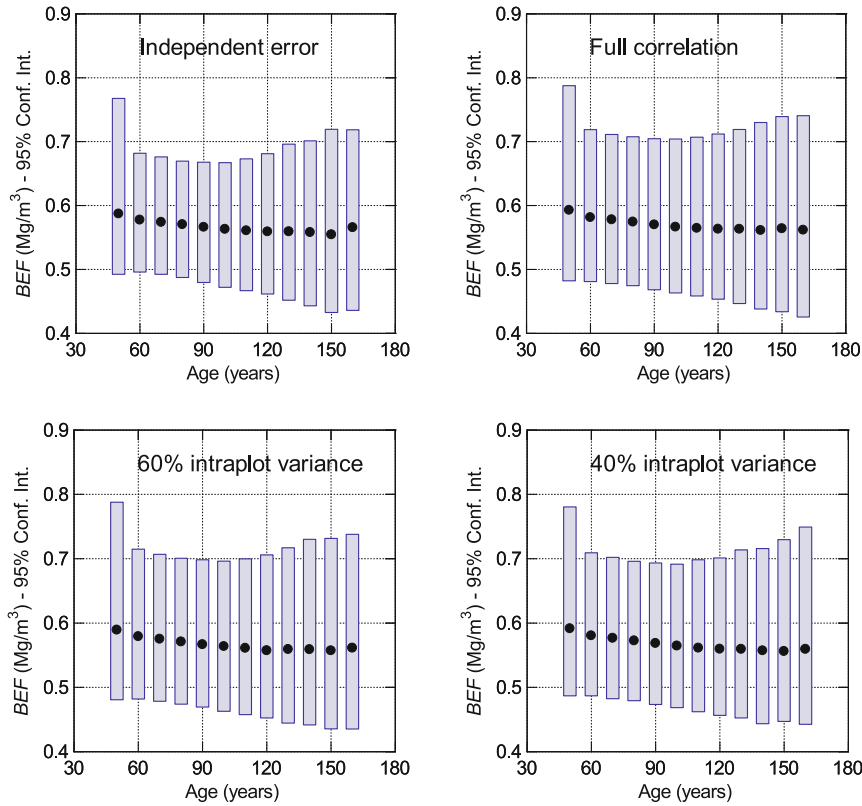 Independent error
BEF (Mg/m³) - 95% Conf. Int.
0.9
0.8
0.7
0.6
0.5
0.4
30 60 90 120 150 180
Age (years)
Full correlation
BEF (Mg/m³) - 95% Conf. Int.
0.9
0.8
0.7
0.6
0.5
0.4
30 60 90 120 150 180
Age (years)
60% intraplot variance
BEF (Mg/m³) - 95% Conf. Int.
0.9
0.8
0.7
0.6
0.5
0.4
30 60 90 120 150 180
Age (years)
40% intraplot variance
BEF (Mg/m³) - 95% Conf. Int.
0.9
0.8
0.7
0.6
0.5
0.4
30 60 90 120 150 180
Age (years)